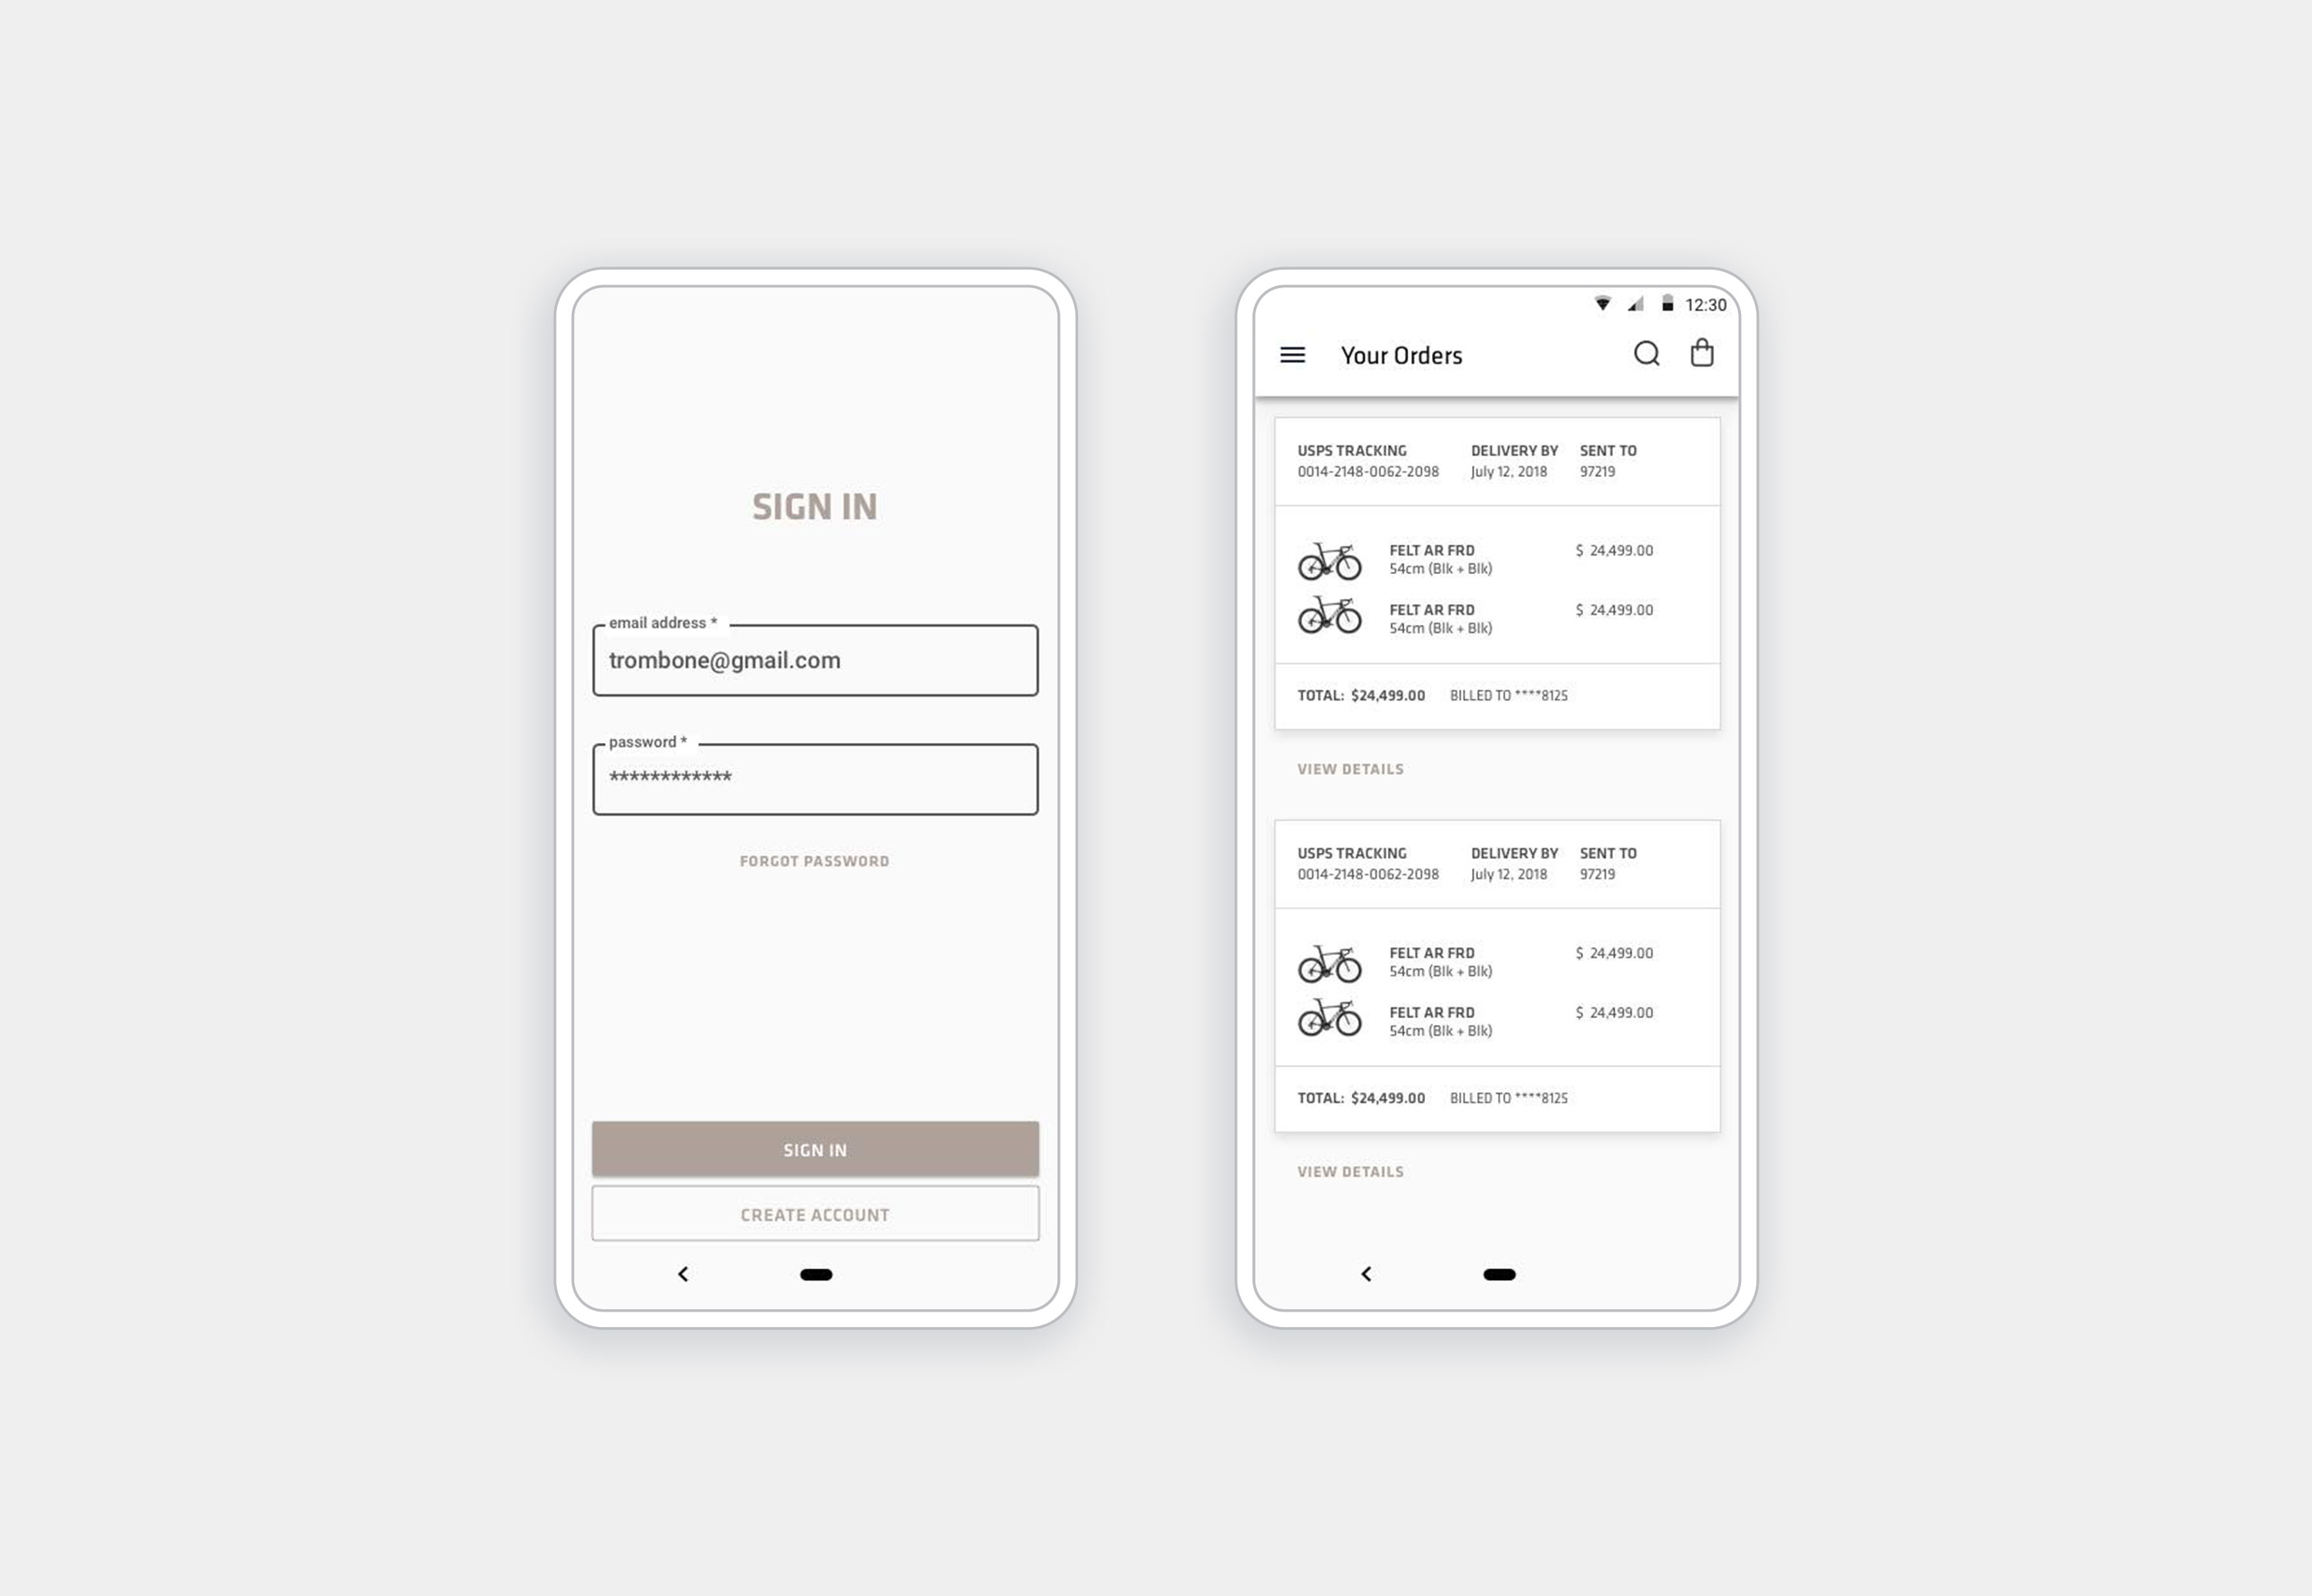 SIGN IN
email address *
trombone@gmail.com
password *
************
FORGOT PASSWORD
SIGN IN
CREATE ACCOUNT
12:30
Your Orders
USPS TRACKING DELIVERY BY SENT TO
0014-2148-0062-2098 July 12, 2018 97219
FELT AR FRD $ 24,499.00
54cm (Blk + Blk)
FELT AR FRD $ 24,499.00
54cm (Blk + Blk)
TOTAL: $24,499.00 BILLED TO ****8125
VIEW DETAILS
USPS TRACKING DELIVERY BY SENT TO
0014-2148-0062-2098 July 12, 2018 97219
FELT AR FRD $ 24,499.00
54cm (Blk + Blk)
FELT AR FRD $ 24,499.00
54cm (Blk + Blk)
TOTAL: $24,499.00 BILLED TO ****8125
VIEW DETAILS